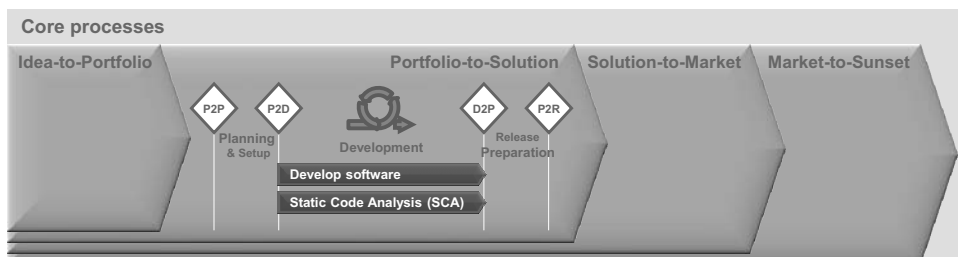 Core processes
Idea-to-Portfolio
Portfolio-to-Solution
Solution-to-Market
Market-to-Sunset
P2P
P2D
D2P
P2R
Planning
& Setup
Development
Release
Preparation
Develop software
Static Code Analysis (SCA)